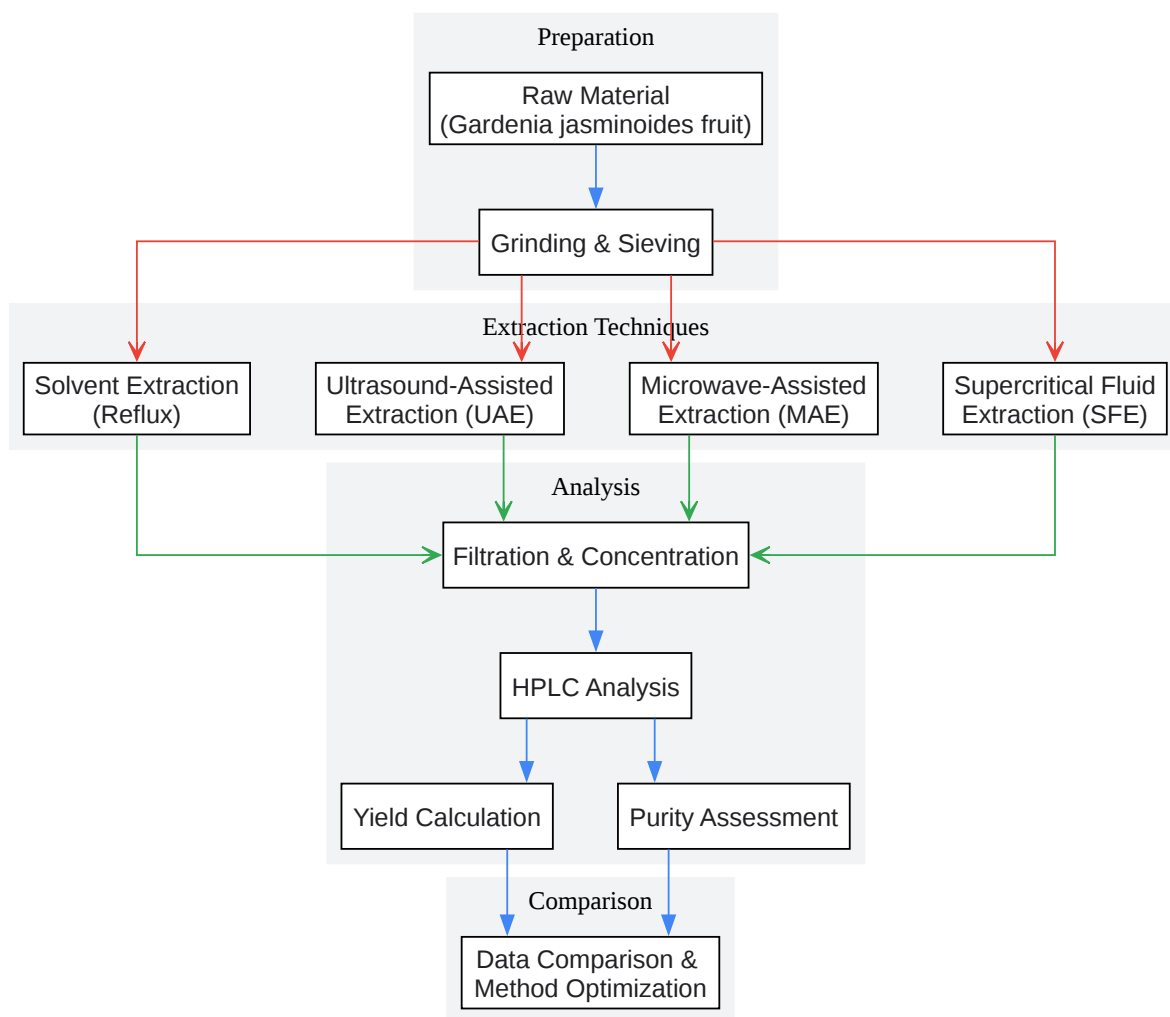 Preparation
Raw Material
(Gardenia jasminoides fruit)
Grinding & Sieving
Extraction Techniques
Solvent Extraction
(Reflux)
Ultrasound-Assisted
Extraction (UAE)
Microwave-Assisted
Extraction (MAE)
Supercritical Fluid
Extraction (SFE)
Analysis
Filtration & Concentration
HPLC Analysis
Yield Calculation
Purity Assessment
Comparison
Data Comparison &
Method Optimization